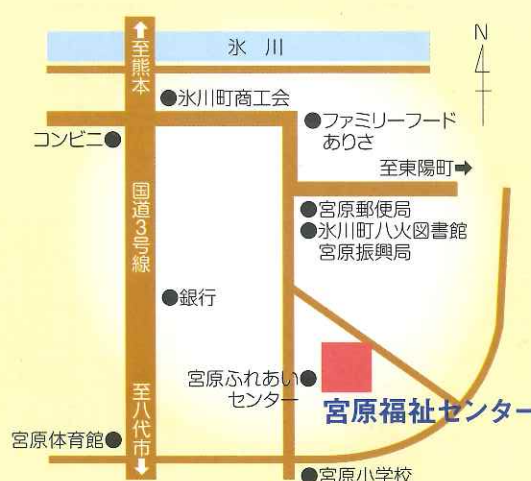 氷川
N
至熊本
氷川町商工会
ファミリーフード
ありさ
コンビニ
至東陽町
国道3号線
宮原郵便局
氷川町八火図書館
宮原振興局
銀行
宮原ふれあい
センター
宮原福祉センター
至八代市
宮原体育館
宮原小学校